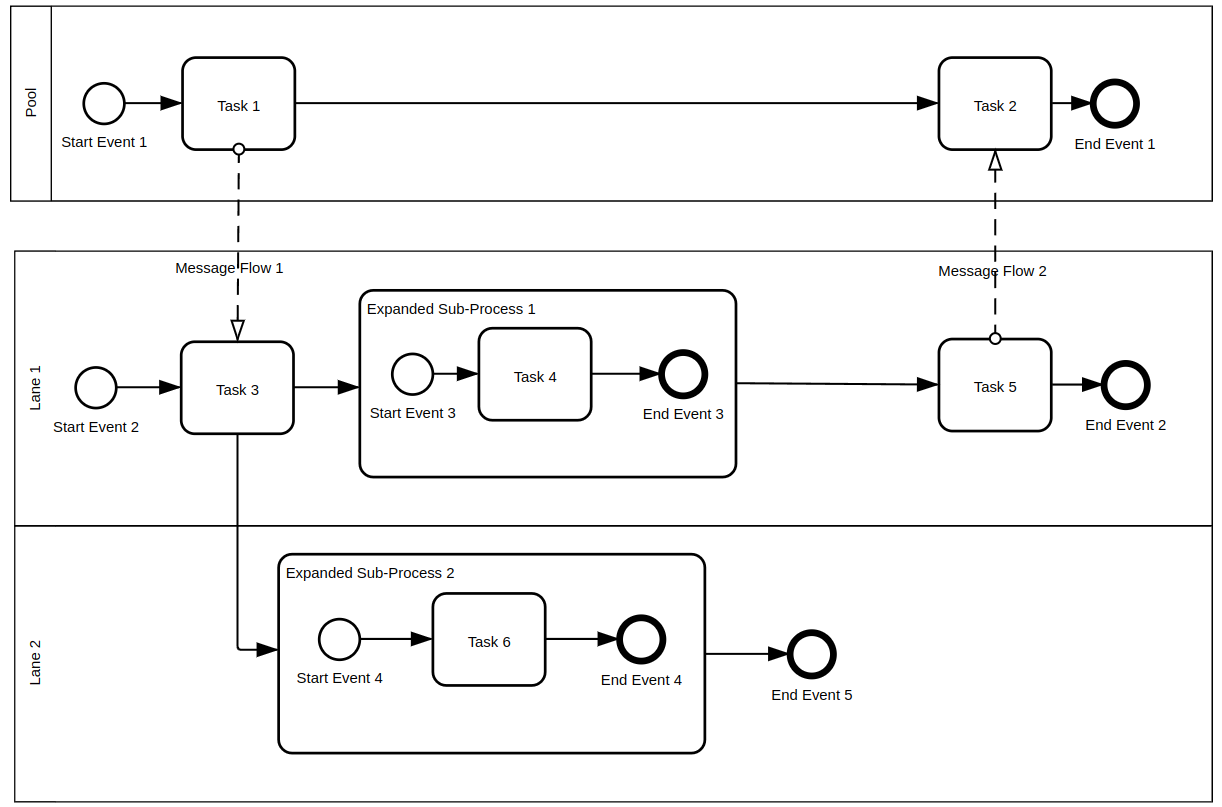 Pool
Start Event 1
Task 1
Task 2
End Event 1
Message Flow 1
Message Flow 2
Lane 1
Start Event 2
Task 3
Expanded Sub-Process 1
Start Event 3
Task 4
End Event 3
Task 5
End Event 2
Lane 2
Expanded Sub-Process 2
Start Event 4
Task 6
End Event 4
End Event 5